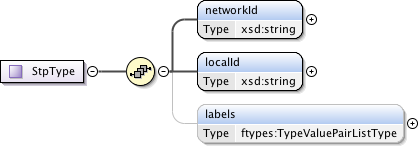 networkId
Type xsd:string
localId
StpType
Type xsd:string
labels
Type ftypes:TypeValuePairListType